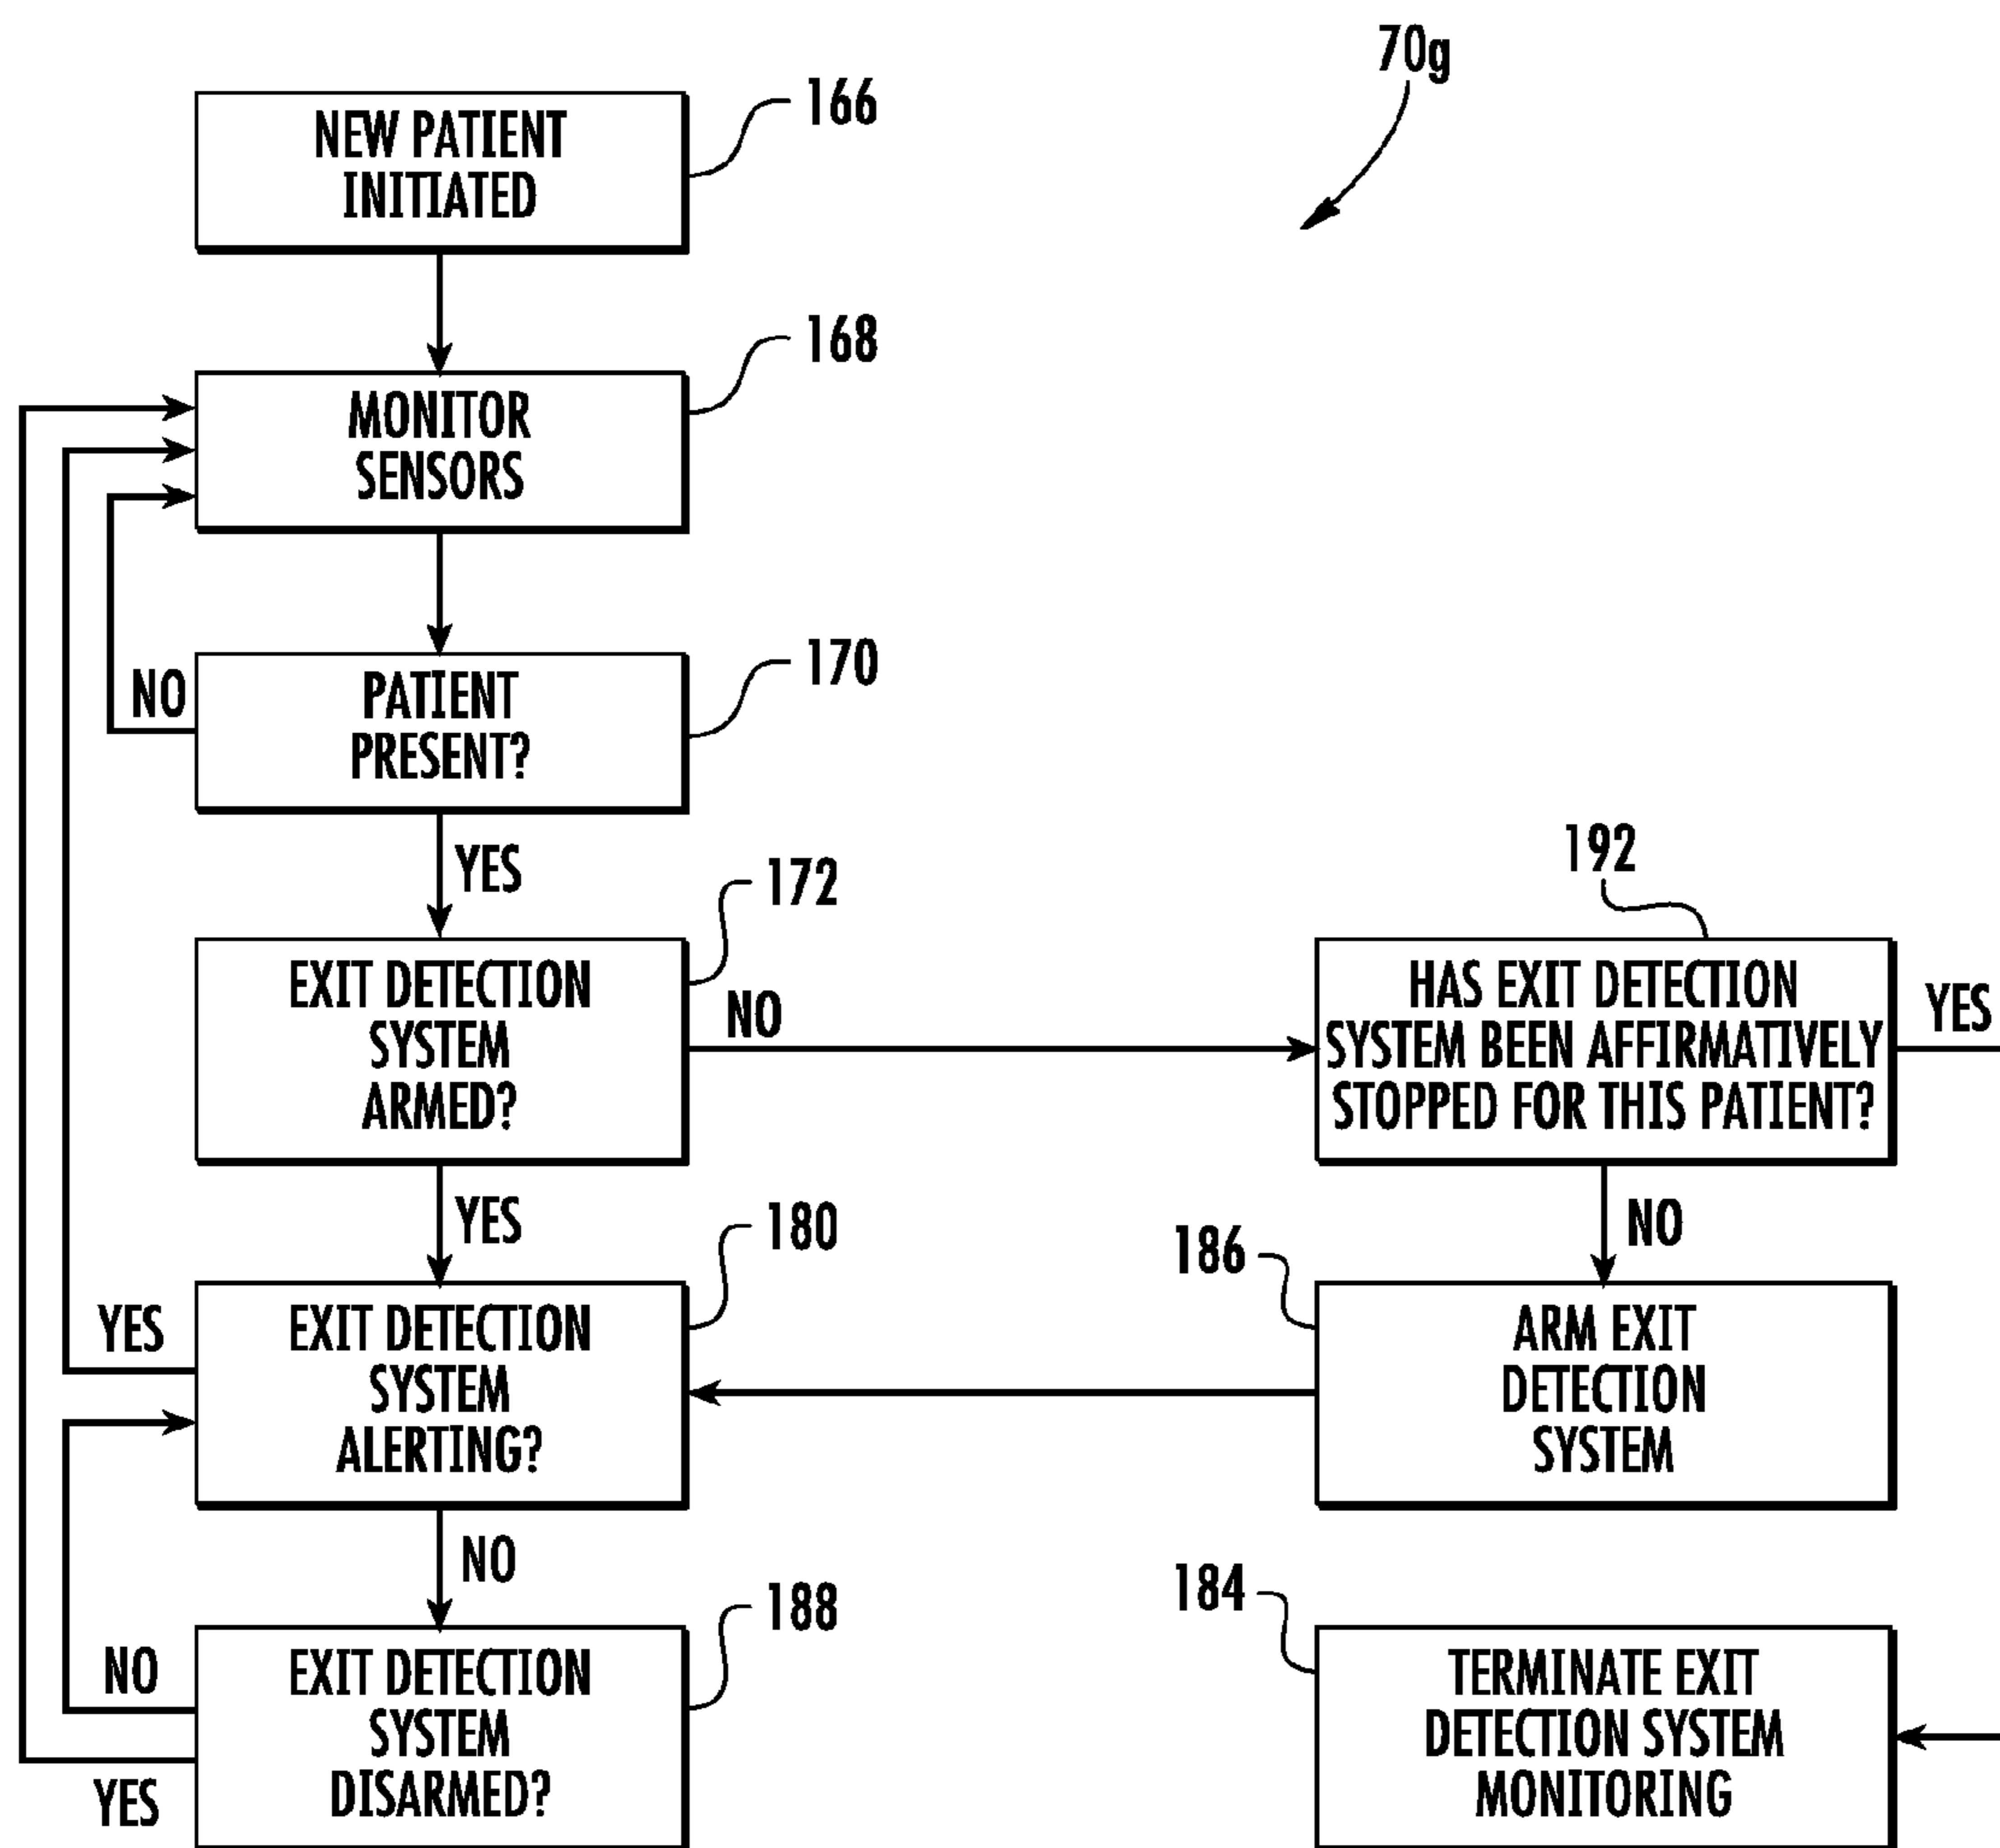 70g
NEW PATIENT
INITIATED
166
MONITOR
SENSORS
168
PATIENT
PRESENT?
170
NO
YES
EXIT DETECTION
SYSTEM
ARMED?
172
NO
HAS EXIT DETECTION
SYSTEM BEEN AFFIRMATIVELY
STOPPED FOR THIS PATIENT?
192
YES
YES
NO
EXIT DETECTION
SYSTEM
ALERTING?
180
YES
ARM EXIT
DETECTION
SYSTEM
186
NO
EXIT DETECTION
SYSTEM
DISARMED?
188
NO
YES
TERMINATE EXIT
DETECTION SYSTEM
MONITORING
184